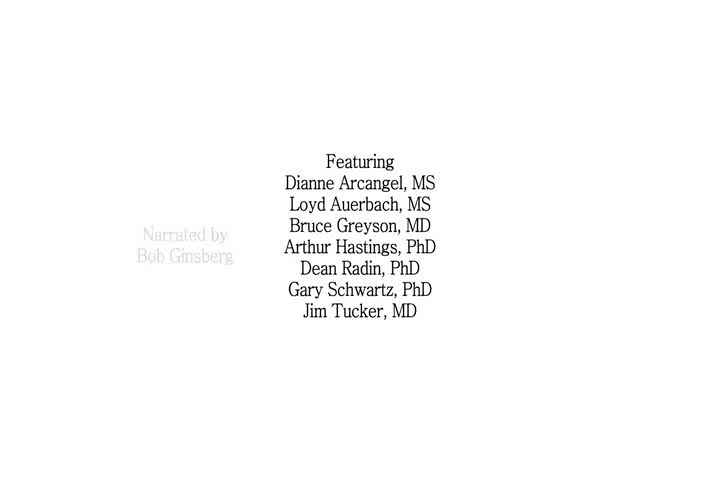 Featuring
Dianne Arcangel, MS
Loyd Auerbach, MS
Bruce Greyson, MD
Arthur Hastings, PhD
Dean Radin, PhD
Gary Schwartz, PhD
Jim Tucker, MD
Narrated by
Bob Ginsberg